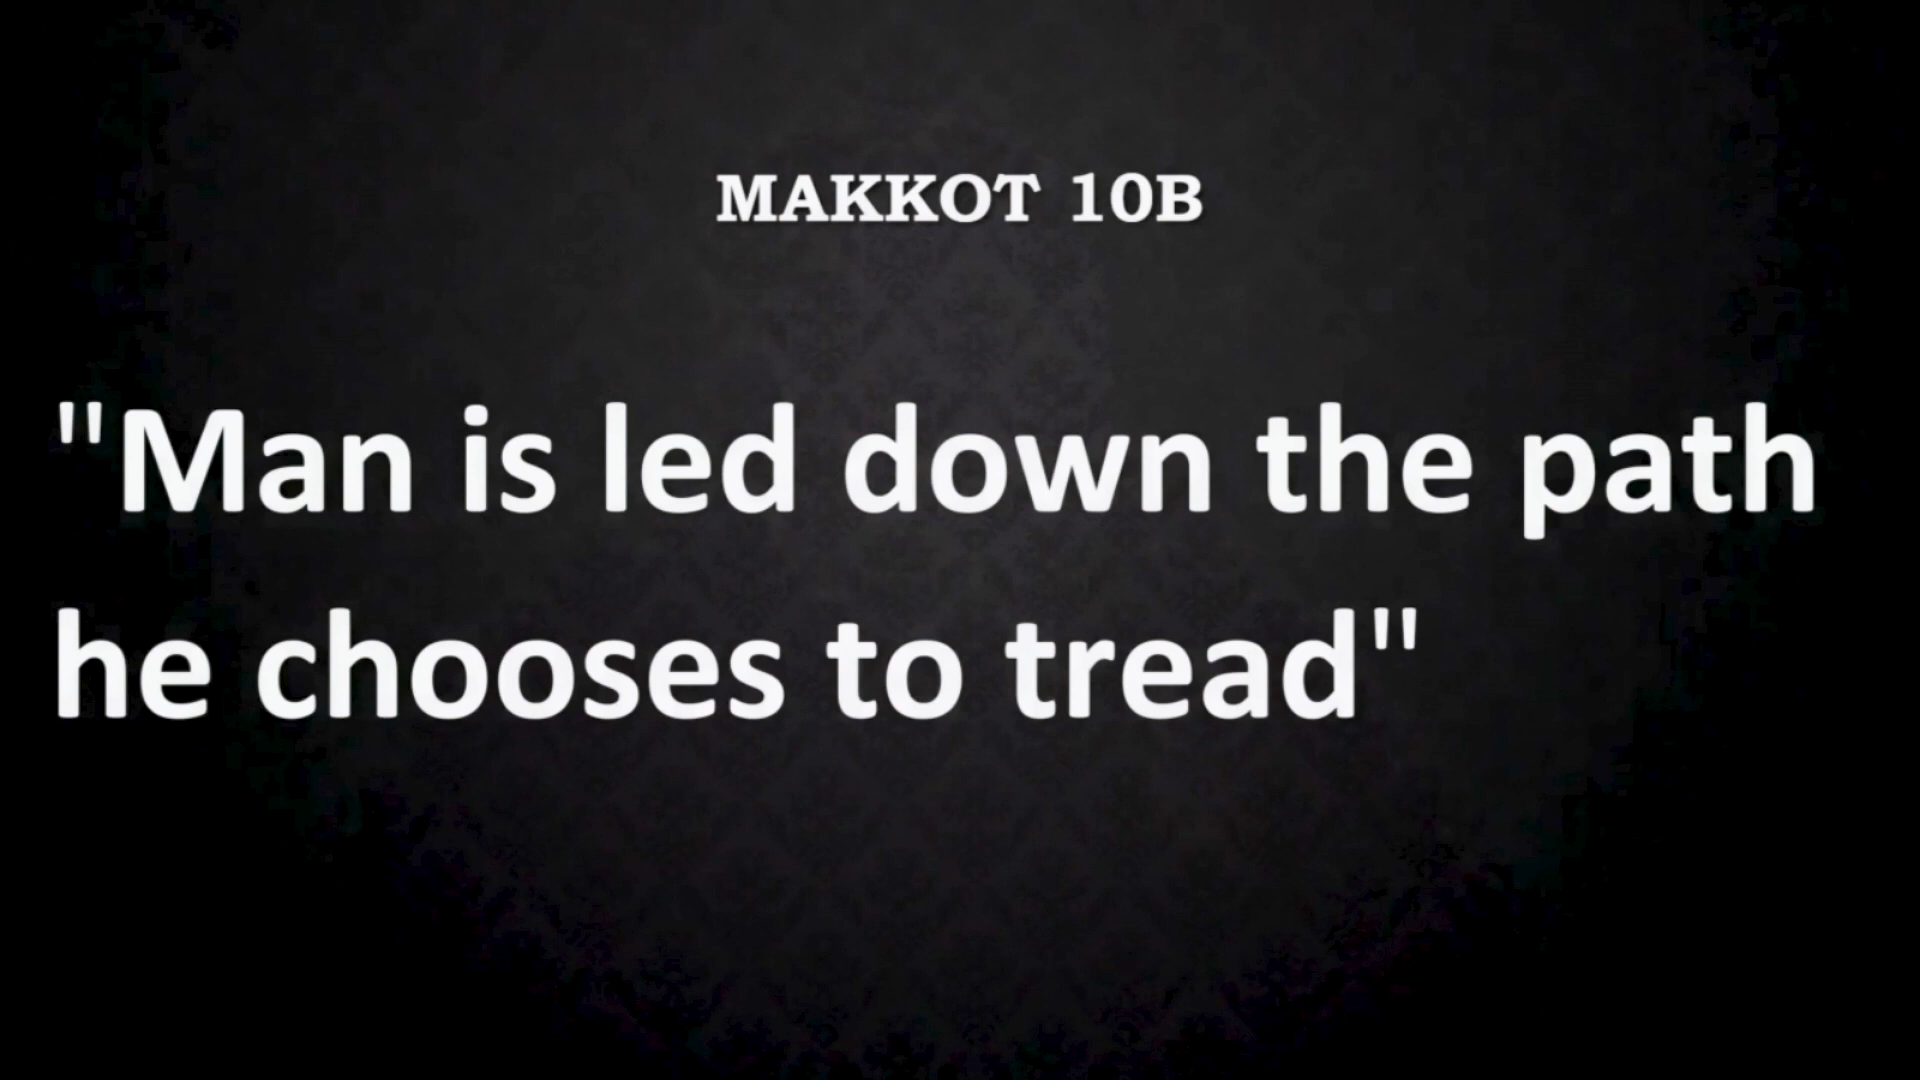 MAKKOT 10B
"Man is led down the path
he chooses to tread"